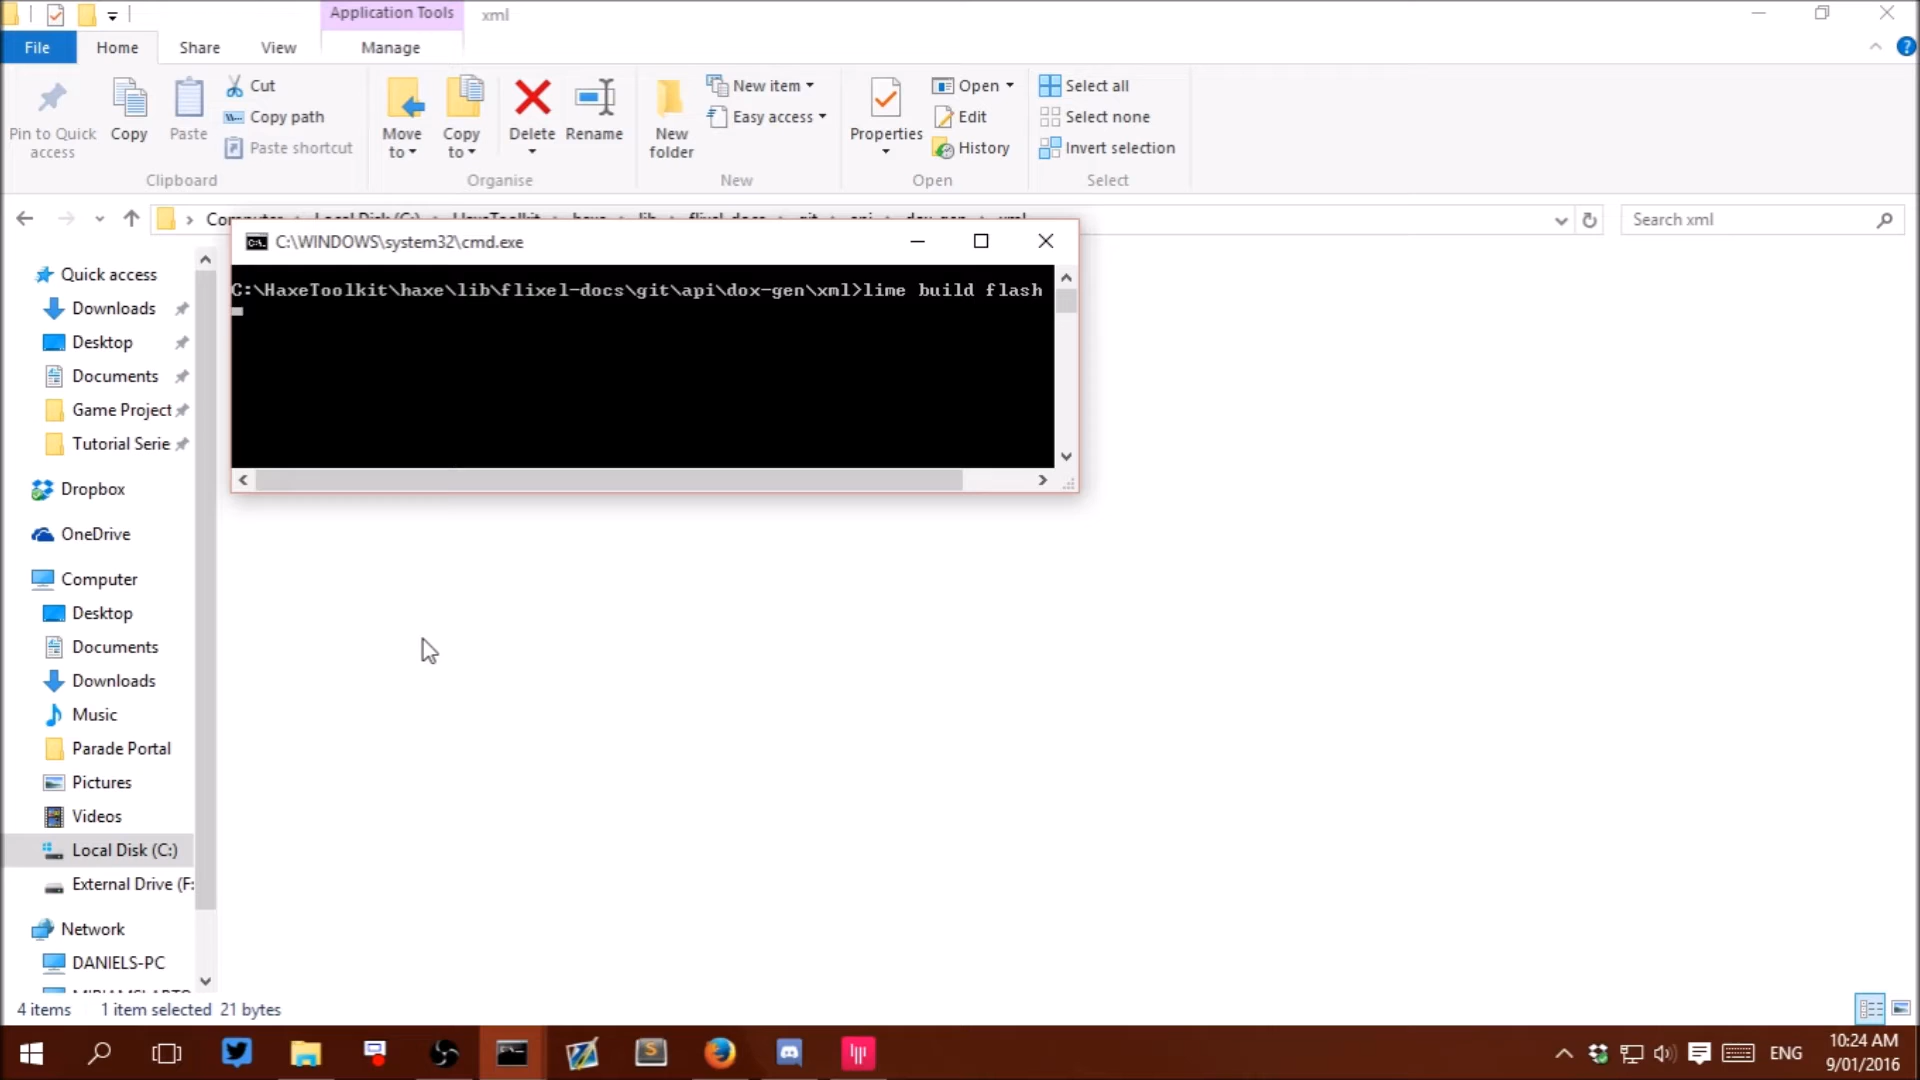 Application Tools xml
File Home Share View Manage
Pin to Quick access
Copy
Paste
Cut
Copy path
Paste shortcut
Clipboard
Move to
Copy to
Delete
Rename
Organise
New folder
New item
Easy access
New
Properties
Open
Edit
History
Open
Select all
Select none
Invert selection
Select
Search xml
C:\WINDOWS\system32\cmd.exe
C:\HaxeToolkit\haxe\lib\flixel-docs\git\api\dox-gen\xml>lime build flash
Quick access
Downloads
Desktop
Documents
Game Project
Tutorial Serie
Dropbox
OneDrive
Computer
Desktop
Documents
Downloads
Music
Parade Portal
Pictures
Videos
Local Disk (C:)
External Drive (F:
Network
DANIELS-PC
4 items 1 item selected 21 bytes
ENG
10:24 AM
9/01/2016